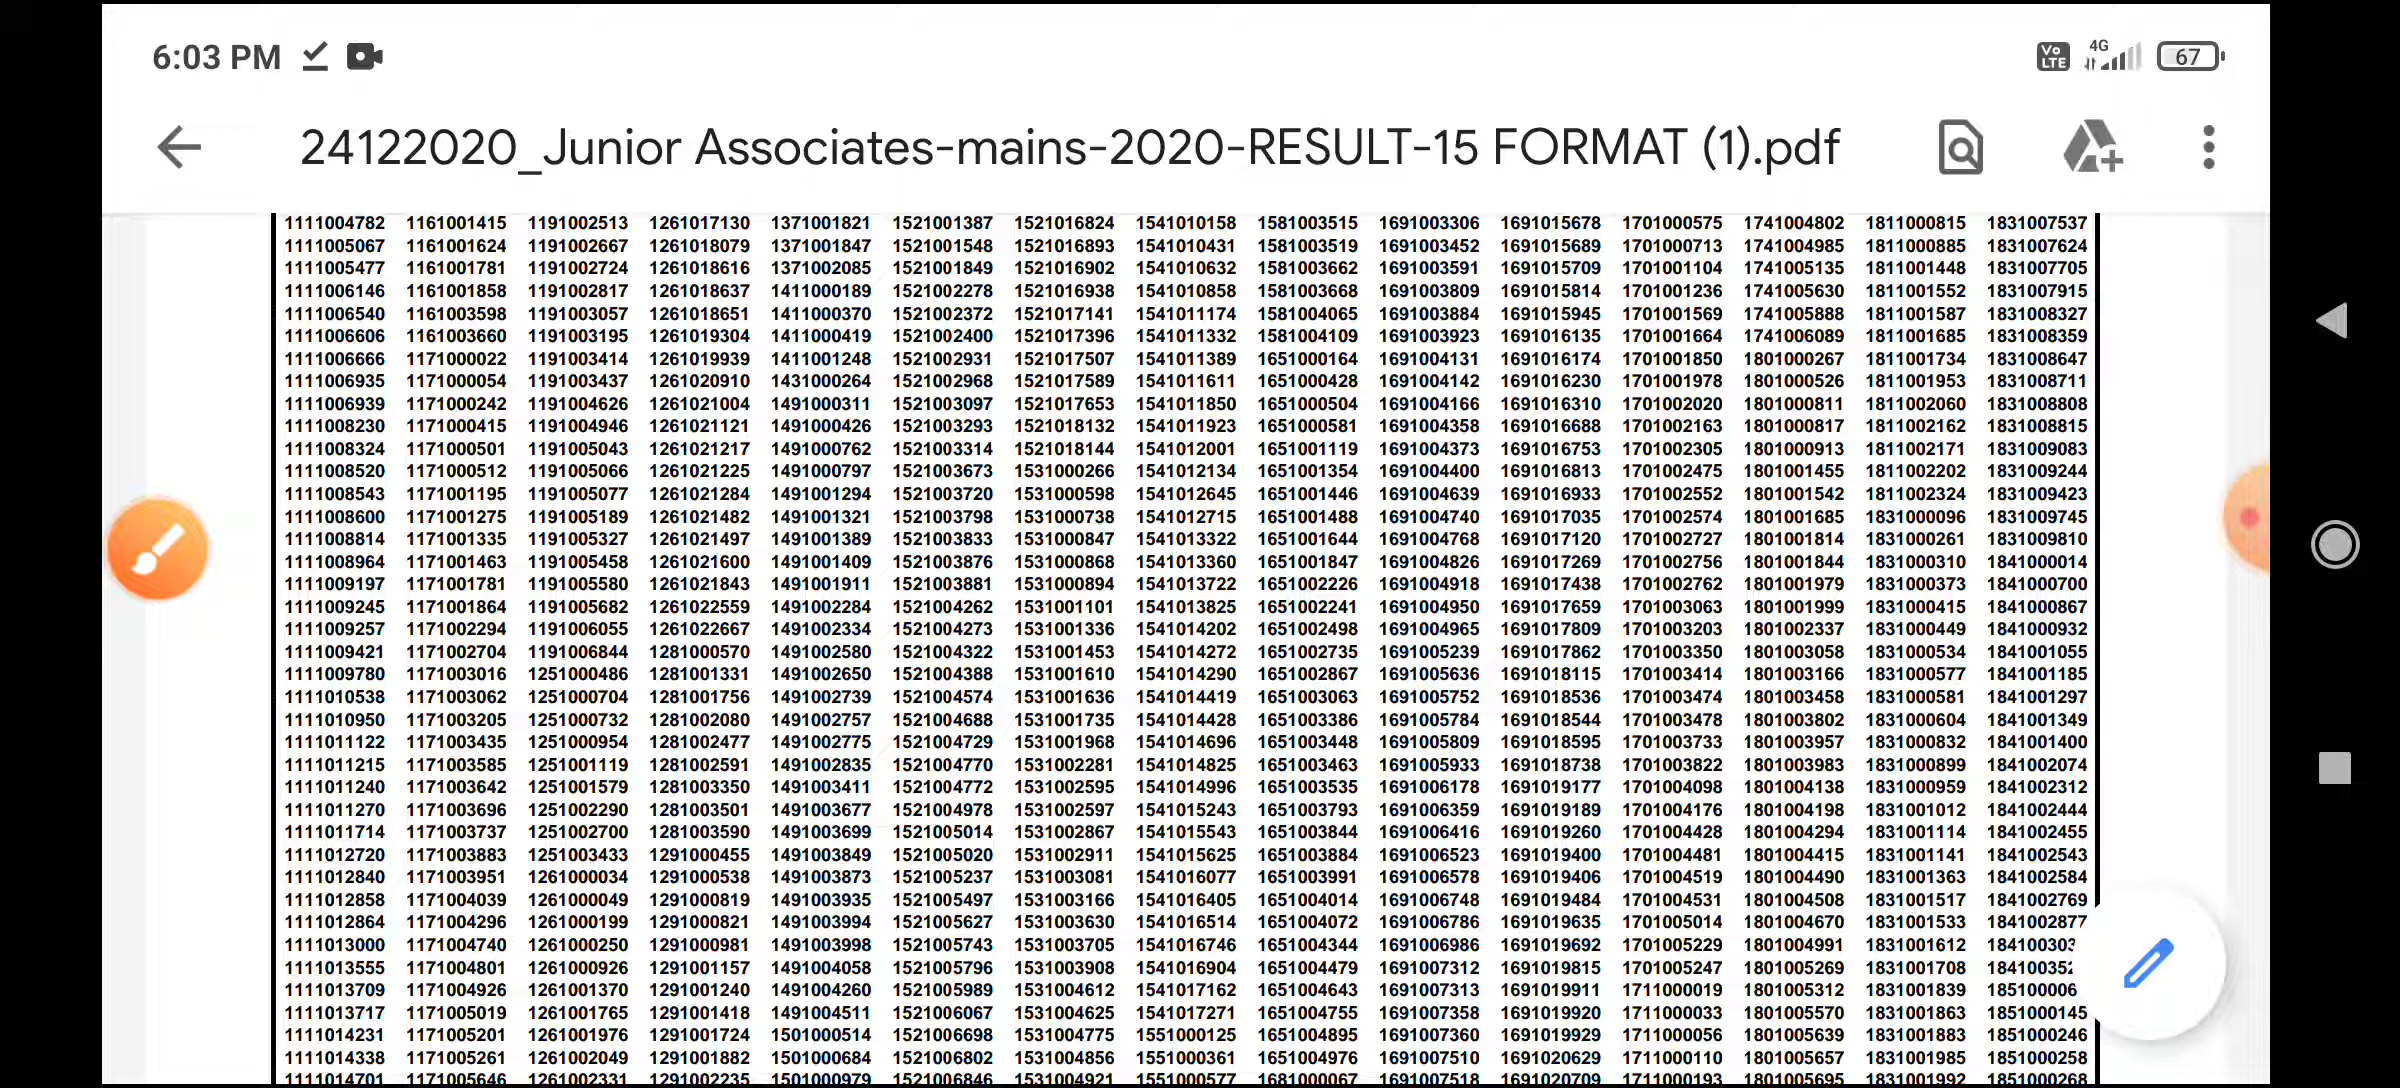 6:03 PM
Vo LTE 4G 67
24122020_Junior Associates-mains-2020-RESULT-15 FORMAT (1).pdf
1111004782 1161001415 1191002513 1261017130 1371001821 1521001387 1521016824 1541010158 1581003515 1691003306 1691015678 1701000575 1741004802 1811000815 1831007537
1111005067 1161001624 1191002667 1261018079 1371001847 1521001548 1521016893 1541010431 1581003519 1691003452 1691015689 1701000713 1741004985 1811000885 1831007624
1111005477 1161001781 1191002724 1261018616 1371002085 1521001849 1521016902 1541010632 1581003662 1691003591 1691015709 1701001104 1741005135 1811001448 1831007705
1111006146 1161001858 1191002817 1261018637 1411000189 1521002278 1521016938 1541010858 1581003668 1691003809 1691015814 1701001236 1741005630 1811001552 1831007915
1111006540 1161003598 1191003057 1261018651 1411000370 1521002372 1521017141 1541011174 1581004065 1691003884 1691015945 1701001569 1741005888 1811001587 1831008327
1111006606 1161003660 1191003195 1261019304 1411000419 1521002400 1521017396 1541011332 1581004109 1691003923 1691016135 1701001664 1741006089 1811001685 1831008359
1111006666 1171000022 1191003414 1261019939 1411001248 1521002931 1521017507 1541011389 1651000164 1691004131 1691016174 1701001850 1801000267 1811001734 1831008647
1111006935 1171000054 1191003437 1261020910 1431000264 1521002968 1521017589 1541011611 1651000428 1691004142 1691016230 1701001978 1801000526 1811001953 1831008711
1111006939 1171000242 1191004626 1261021004 1491000311 1521003097 1521017653 1541011850 1651000504 1691004166 1691016310 1701002020 1801000811 1811002060 1831008808
1111008230 1171000415 1191004946 1261021121 1491000426 1521003293 1521018132 1541011923 1651000581 1691004358 1691016688 1701002163 1801000817 1811002162 1831008815
1111008324 1171000501 1191005043 1261021217 1491000762 1521003314 1521018144 1541012001 1651001119 1691004373 1691016753 1701002305 1801000913 1811002171 1831009083
1111008520 1171000512 1191005066 1261021225 1491000797 1521003673 1531000266 1541012134 1651001354 1691004400 1691016813 1701002475 1801001455 1811002202 1831009244
1111008543 1171001195 1191005077 1261021284 1491001294 1521003720 1531000598 1541012645 1651001446 1691004639 1691016933 1701002552 1801001542 1811002324 1831009423
1111008600 1171001275 1191005189 1261021482 1491001321 1521003798 1531000738 1541012715 1651001488 1691004740 1691017035 1701002574 1801001685 1831000096 1831009745
1111008814 1171001335 1191005327 1261021497 1491001389 1521003833 1531000847 1541013322 1651001644 1691004768 1691017120 1701002727 1801001814 1831000261 1831009810
1111008964 1171001463 1191005458 1261021600 1491001409 1521003876 1531000868 1541013360 1651001847 1691004826 1691017269 1701002756 1801001844 1831000310 1841000014
1111009197 1171001781 1191005580 1261021843 1491001911 1521003881 1531000894 1541013722 1651002226 1691004918 1691017438 1701002762 1801001979 1831000373 1841000700
1111009245 1171001864 1191005682 1261022559 1491002284 1521004262 1531001101 1541013825 1651002241 1691004950 1691017659 1701003063 1801001999 1831000415 1841000867
1111009257 1171002294 1191006055 1261022667 1491002334 1521004273 1531001336 1541014202 1651002498 1691004965 1691017809 1701003203 1801002337 1831000449 1841000932
1111009421 1171002704 1191006844 1281000570 1491002580 1521004322 1531001453 1541014272 1651002735 1691005239 1691017862 1701003350 1801003058 1831000534 1841001055
1111009780 1171003016 1251000486 1281001331 1491002650 1521004388 1531001610 1541014290 1651002867 1691005636 1691018115 1701003414 1801003166 1831000577 1841001185
1111010538 1171003062 1251000704 1281001756 1491002739 1521004574 1531001636 1541014419 1651003063 1691005752 1691018536 1701003474 1801003458 1831000581 1841001297
1111010950 1171003205 1251000732 1281002080 1491002757 1521004688 1531001735 1541014428 1651003386 1691005784 1691018544 1701003478 1801003802 1831000604 1841001349
1111011122 1171003435 1251000954 1281002477 1491002775 1521004729 1531001968 1541014696 1651003448 1691005809 1691018595 1701003733 1801003957 1831000832 1841001400
1111011215 1171003585 1251001119 1281002591 1491002835 1521004770 1531002281 1541014825 1651003463 1691005933 1691018738 1701003822 1801003983 1831000899 1841002074
1111011240 1171003642 1251001579 1281003350 1491003411 1521004772 1531002595 1541014996 1651003535 1691006178 1691019177 1701004098 1801004138 1831000959 1841002312
1111011270 1171003696 1251002290 1281003501 1491003677 1521004978 1531002597 1541015243 1651003793 1691006359 1691019189 1701004176 1801004198 1831001012 1841002444
1111011714 1171003737 1251002700 1281003590 1491003699 1521005014 1531002867 1541015543 1651003844 1691006416 1691019260 1701004428 1801004294 1831001114 1841002455
1111012720 1171003883 1251003433 1291000455 1491003849 1521005020 1531002911 1541015625 1651003884 1691006523 1691019400 1701004481 1801004415 1831001141 1841002543
1111012840 1171003951 1261000034 1291000538 1491003873 1521005237 1531003081 1541016077 1651003991 1691006578 1691019406 1701004519 1801004490 1831001363 1841002584
1111012858 1171004039 1261000049 1291000819 1491003935 1521005497 1531003166 1541016405 1651004014 1691006748 1691019484 1701004531 1801004508 1831001517 1841002769
1111012864 1171004296 1261000199 1291000821 1491003994 1521005627 1531003630 1541016514 1651004072 1691006786 1691019635 1701005014 1801004670 1831001533 1841002877
1111013000 1171004740 1261000250 1291000981 1491003998 1521005743 1531003705 1541016746 1651004344 1691006986 1691019692 1701005229 1801004991 1831001612
1111013555 1171004801 1261000926 1291001157 1491004058 1521005796 1531003908 1541016904 1651004479 1691007312 1691019815 1701005247 1801005269 1831001708
1111013709 1171004926 1261001370 1291001240 1491004260 1521005989 1531004612 1541017162 1651004643 1691007313 1691019911 1711000019 1801005312 1831001839
1111013717 1171005019 1261001765 1291001418 1491004511 1521006067 1531004625 1541017271 1651004755 1691007358 1691019920 1711000033 1801005570 1831001863 1851000145
1111014231 1171005201 1261001976 1291001724 1501000514 1521006698 1531004775 1551000125 1651004895 1691007360 1691019929 1711000056 1801005639 1831001883 1851000246
1111014338 1171005261 1261002049 1291001882 1501000684 1521006802 1531004856 1551000361 1651004976 1691007510 1691020629 1711000110 1801005657 1831001985 1851000258
1111014701 1171005646 1261002331 1291002235 1501000979 1521006846 1531004921 1551000577 1681000067 1691007518 1691020709 1711000193 1801005695 1831001992 1851000268